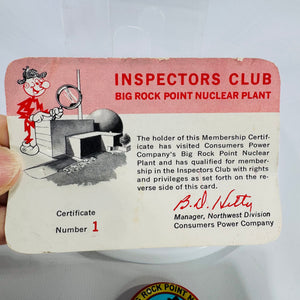 INSPECTORS CLUB
BIG ROCK POINT NUCLEAR PLANT
The holder of this Membership Certif-
icate has visited Consumers Power
Company's Big Rock Point Nuclear
Plant and has qualified for member-
ship in the Inspectors Club with rights
and privileges as set forth on the re-
verse side of this card.
B.D. Hilty
Manager, Northwest Division
Consumers Power Company
Certificate
Number 1
BIG ROCK POINT NUCLEAR